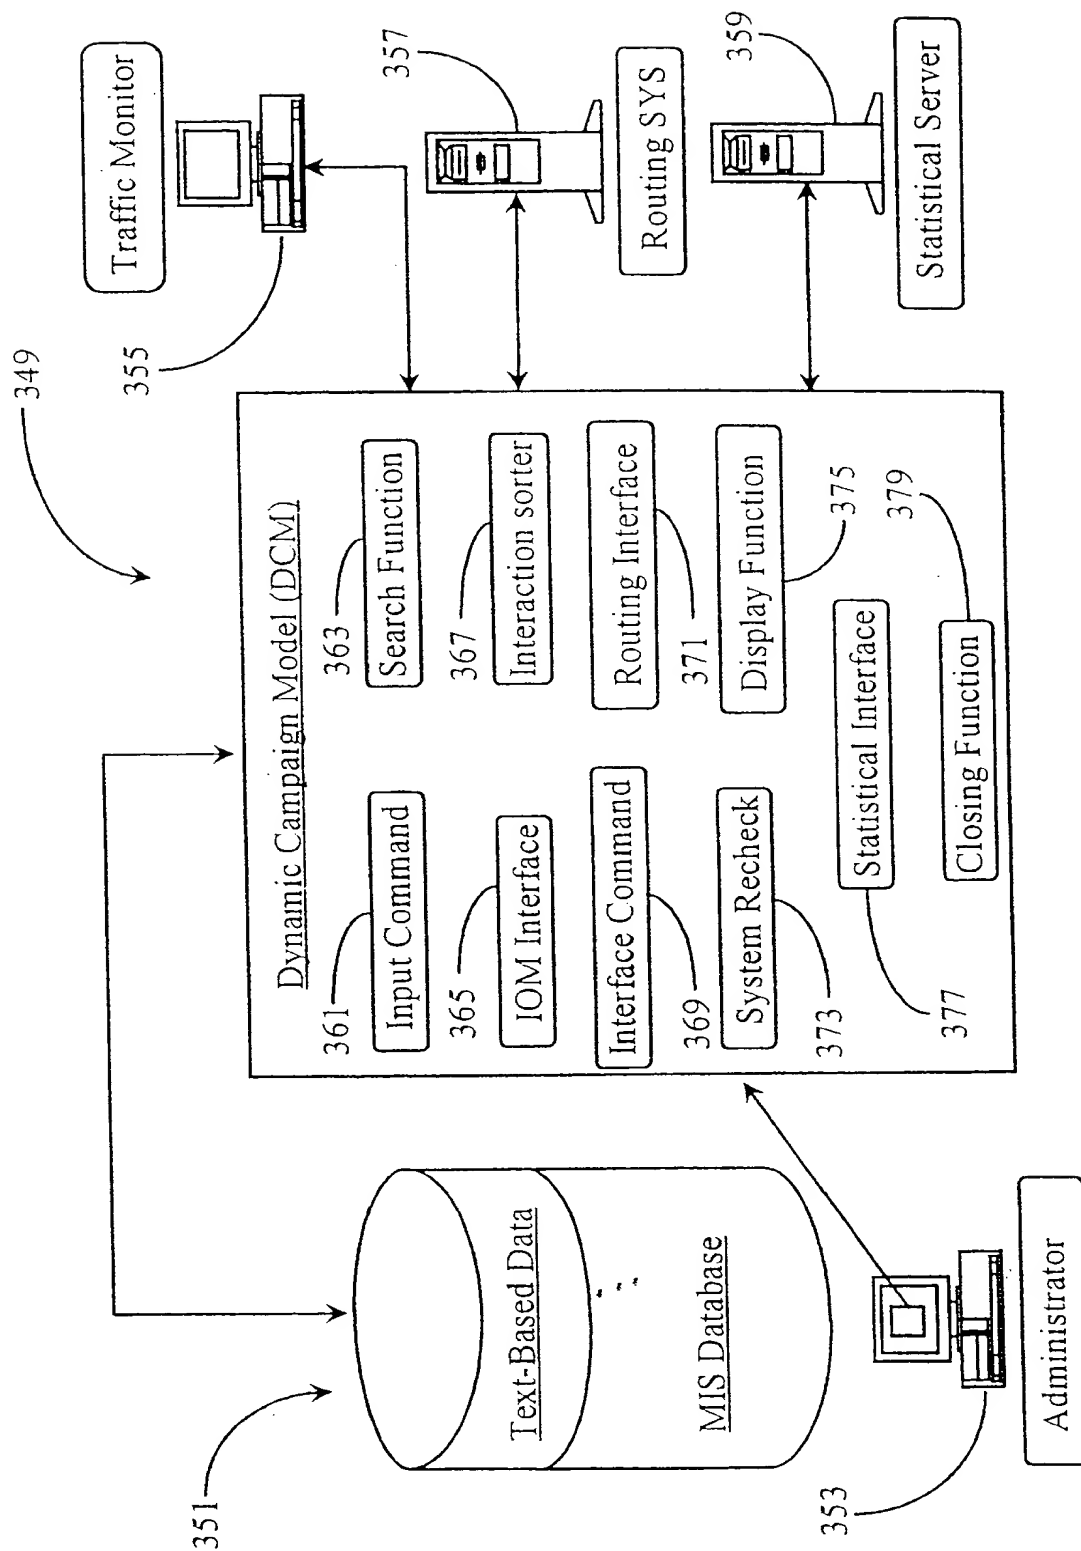 349
351
Text-Based Data
MIS Database
353
Administrator
Dynamic Campaign Model (DCM)
361
Input Command
363
Search Function
365
IOM Interface
367
Interaction sorter
Interface Command
369
Routing Interface
371
System Recheck
373
Display Function
375
Statistical Interface
377
379
Closing Function
Traffic Monitor
355
357
Routing SYS
359
Statistical Server